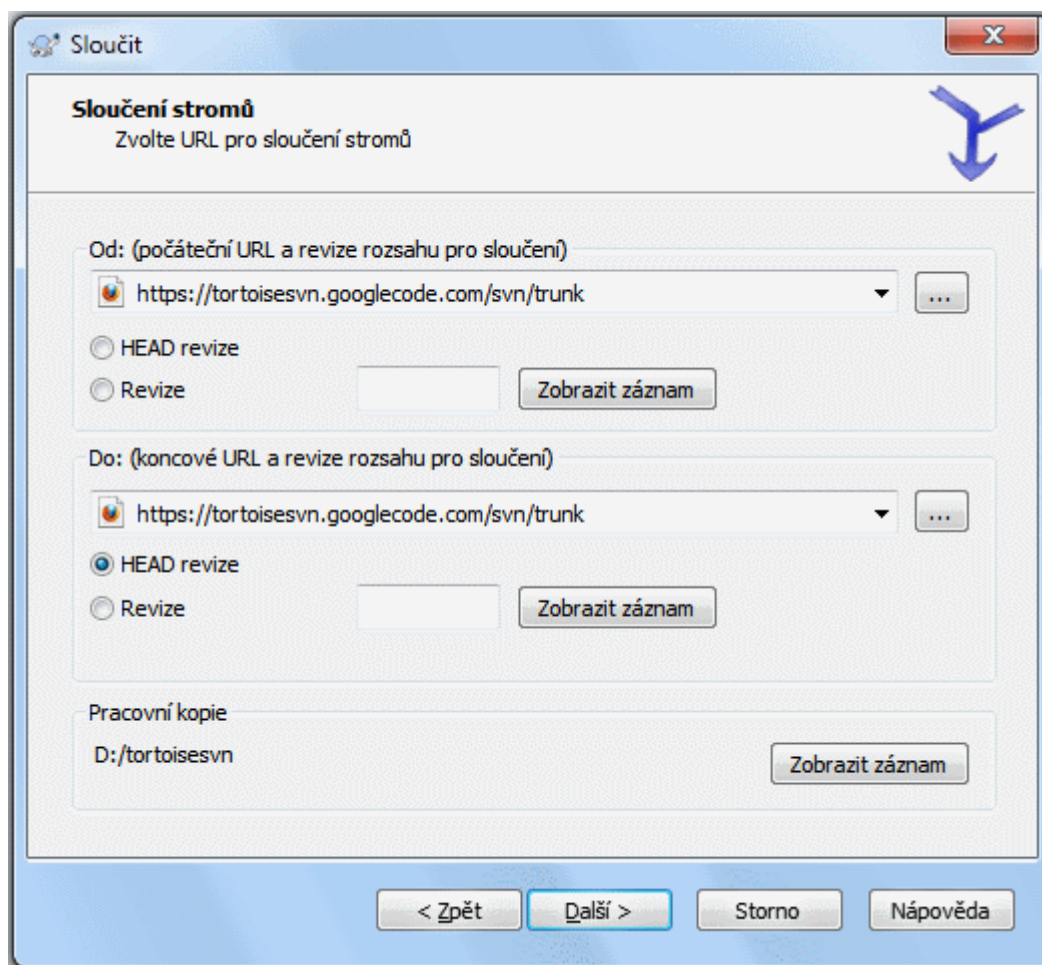 Sloučit
Sloučení stromů
Zvolte URL pro sloučení stromů
Od: (počáteční URL a revize rozsahu pro sloučení)
https://tortoisesvn.googlecode.com/svn/trunk ...
HEAD revize
Revize Zobrazit záznam
Do: (koncové URL a revize rozsahu pro sloučení)
https://tortoisesvn.googlecode.com/svn/trunk ...
HEAD revize
Revize Zobrazit záznam
Pracovní kopie
D:/tortoisesvn Zobrazit záznam
< Zpět Další > Storno Nápověda